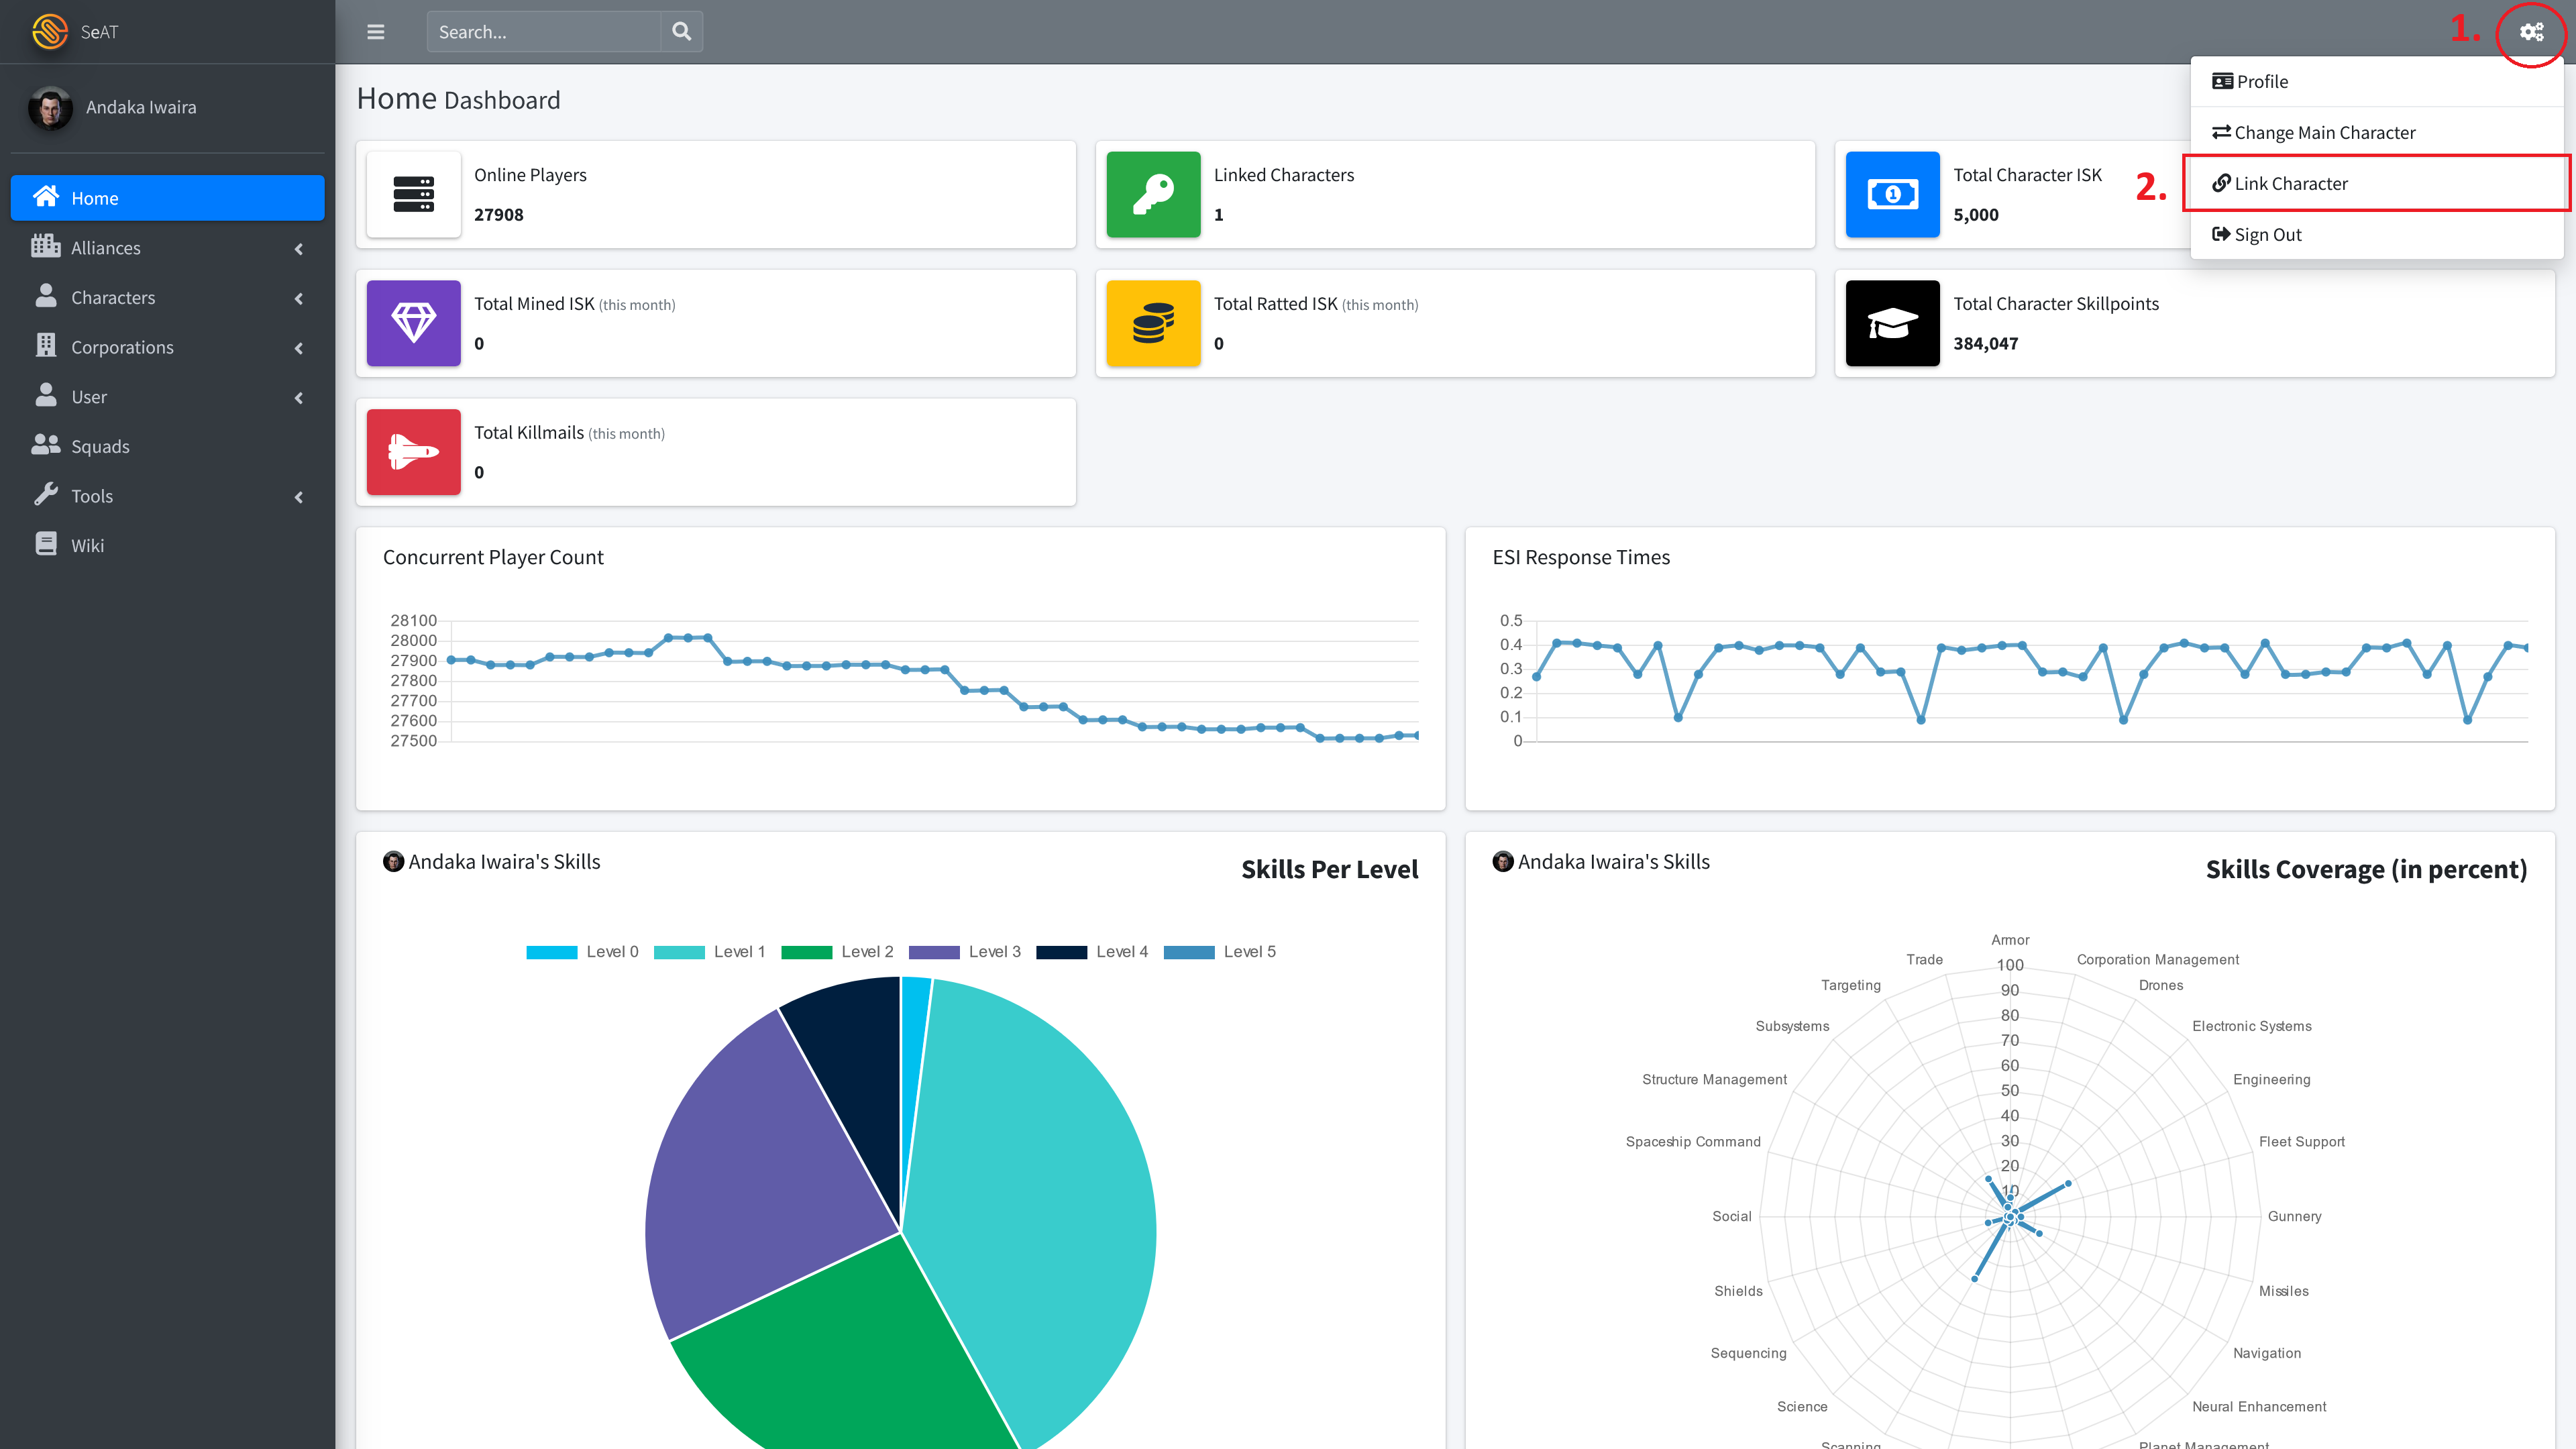 SeAT
Search...
1.
Andaka Iwaira
Home
Alliances
Characters
Corporations
User
Squads
Tools
Wiki
Profile
Change Main Character
2.
Link Character
Sign Out
Home Dashboard
Online Players
27908
Linked Characters
1
Total Character ISK
5,000
Total Mined ISK (this month)
0
Total Ratted ISK (this month)
0
Total Character Skillpoints
384,047
Total Killmails (this month)
0
Concurrent Player Count
28100
28000
27900
27800
27700
27600
27500
ESI Response Times
0.5
0.4
0.3
0.2
0.1
0
Andaka Iwaira's Skills
Skills Per Level
Level 0 Level 1 Level 2 Level 3 Level 4 Level 5
Andaka Iwaira's Skills
Skills Coverage (in percent)
Armor
Corporation Management
Drones
Electronic Systems
Engineering
Fleet Support
Gunnery
Missiles
Navigation
Neural Enhancement
Planet Management
Scanning
Science
Sequencing
Shields
Social
Spaceship Command
Structure Management
Subsystems
Targeting
Trade
100
90
80
70
60
50
40
30
20
10